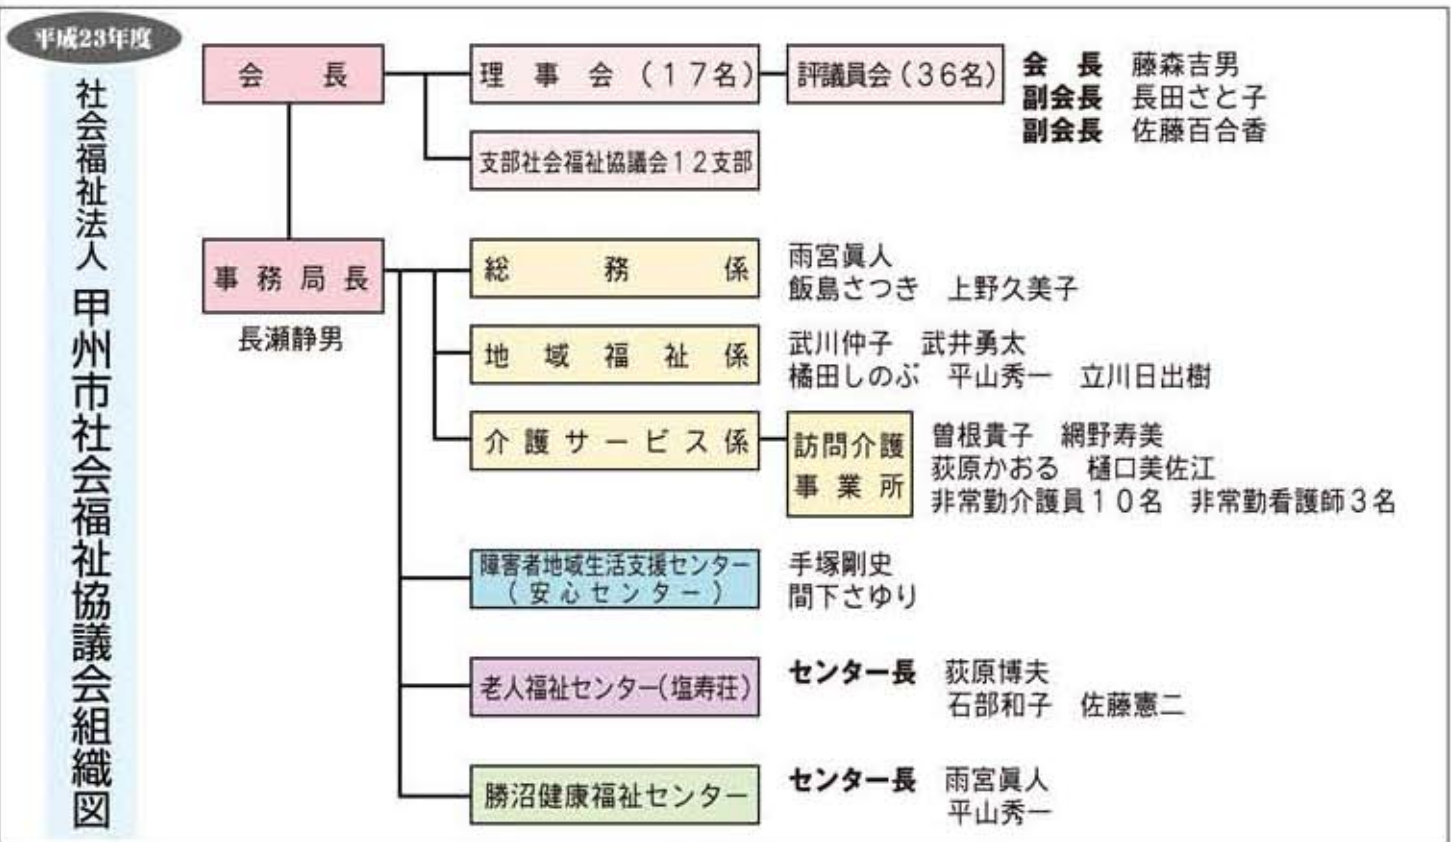 平成23年度
社会福祉法人 甲州市社会福祉協議会組織図
会長
理事会(17名)
評議員会(36名)
会長 藤森吉男
副会長 長田さと子
副会長 佐藤百合香
支部社会福祉協議会12支部
事務局長
長瀬静男
総務係
雨宮眞人
飯島さつき 上野久美子
地域福祉係
武川仲子 武井勇太
橘田しのぶ 平山秀一 立川日出樹
介護サービス係
訪問介護
事業所
曽根貴子 網野寿美
荻原かおる 樋口美佐江
非常勤介護員10名 非常勤看護師3名
障害者地域生活支援センター
(安心センター)
手塚剛史
間下さゆり
老人福祉センター(塩寿荘)
センター長 荻原博夫
石部和子 佐藤憲二
勝沼健康福祉センター
センター長 雨宮眞人
平山秀一